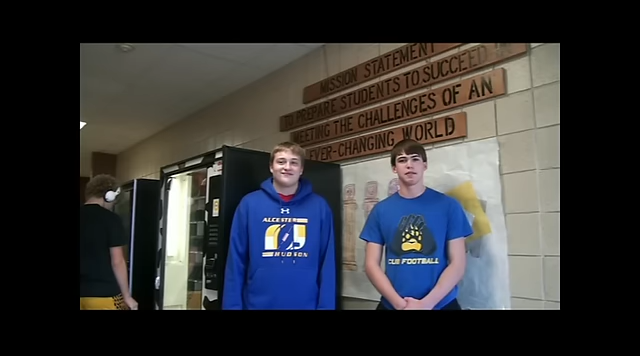 MISSION STATEMENT
TO PREPARE STUDENTS TO SUCCEED IN
MEETING THE CHALLENGES OF AN
EVER-CHANGING WORLD
ALCESTER
HUDSON
CUB FOOTBALL